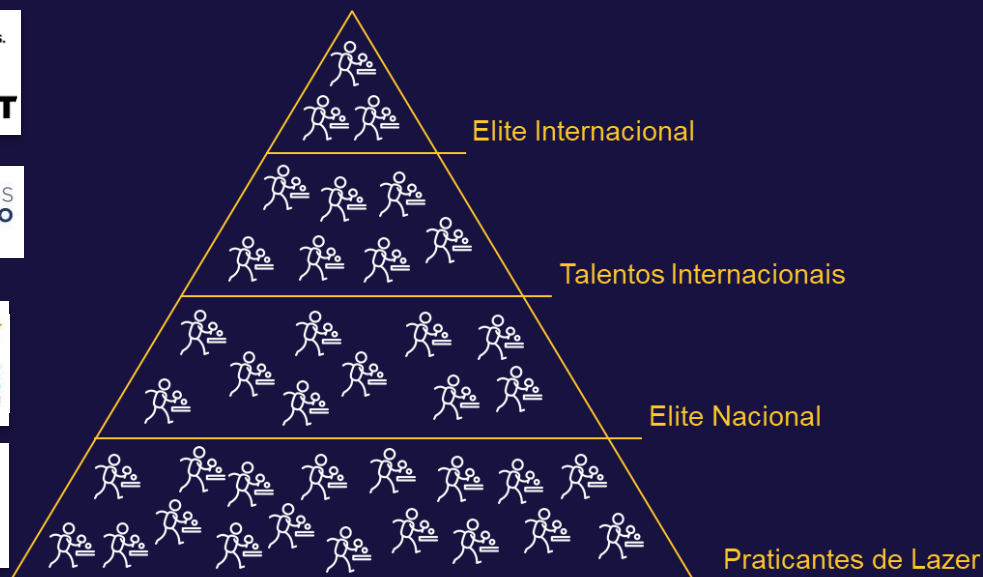 s.
T
Elite Internacional
S
O
Talentos Internacionais
Elite Nacional
Praticantes de Lazer